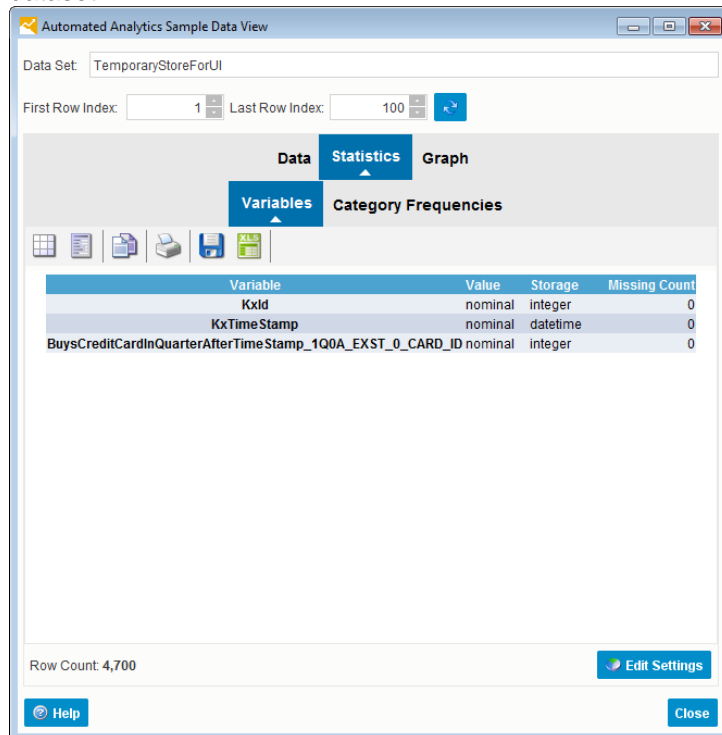 Automated Analytics Sample Data View
Data Set: TemporaryStoreForUI
First Row Index: 1 Last Row Index: 100
Data Statistics Graph
Variables Category Frequencies
XLS
Variable Value Storage Missing Count
KxId nominal integer 0
KxTimeStamp nominal datetime 0
BuysCreditCardInQuarterAfterTimeStamp_1Q0A_EXST_0_CARD_ID nominal integer 0
Row Count: 4,700 Edit Settings
Help Close